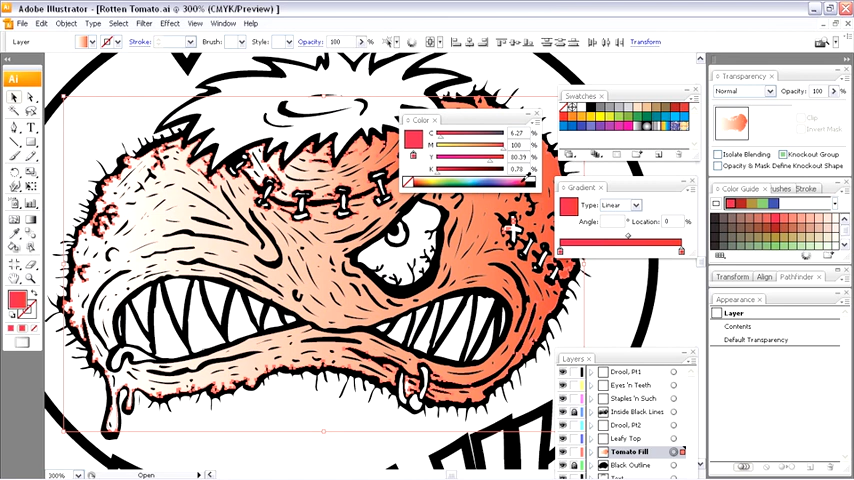 Adobe Illustrator - [Rotten Tomato.ai @ 300% (CMYK/Preview) ]
File Edit Object Type Select Filter Effect View Window Help
Layer Stroke: Brush: Style: Opacity: 100 % Transform
Ai
Color
C 6.27 %
M 100 %
Y 80.39 %
K 0.78 %
Swatches
Gradient
Type: Linear
Angle: ° Location: 0 %
Transparency
Normal Opacity: 100 %
Clip
Invert Mask
Isolate Blending Knockout Group
Opacity & Mask Define Knockout Shape
Color Guide rushes Stroke
Transform Align Pathfinder
Appearance
Layer
Contents
Default Transparency
Layers
Drool, Pt1
Eyes 'n Teeth
Staples 'n Such
Inside Black Lines
Drool, Pt2
Leafy Top
Tomato Fill
Black Outline
300% Open